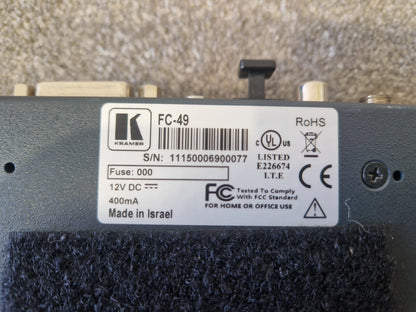 K
KRAMER
FC-49
S/N: 11150006900077
Fuse: 000
12V DC
400mA
Made in Israel
c UL US
LISTED
E226674
I.T.E
RoHS
CE
FC Tested To Comply
With FCC Standard
FOR HOME OR OFFICE USE